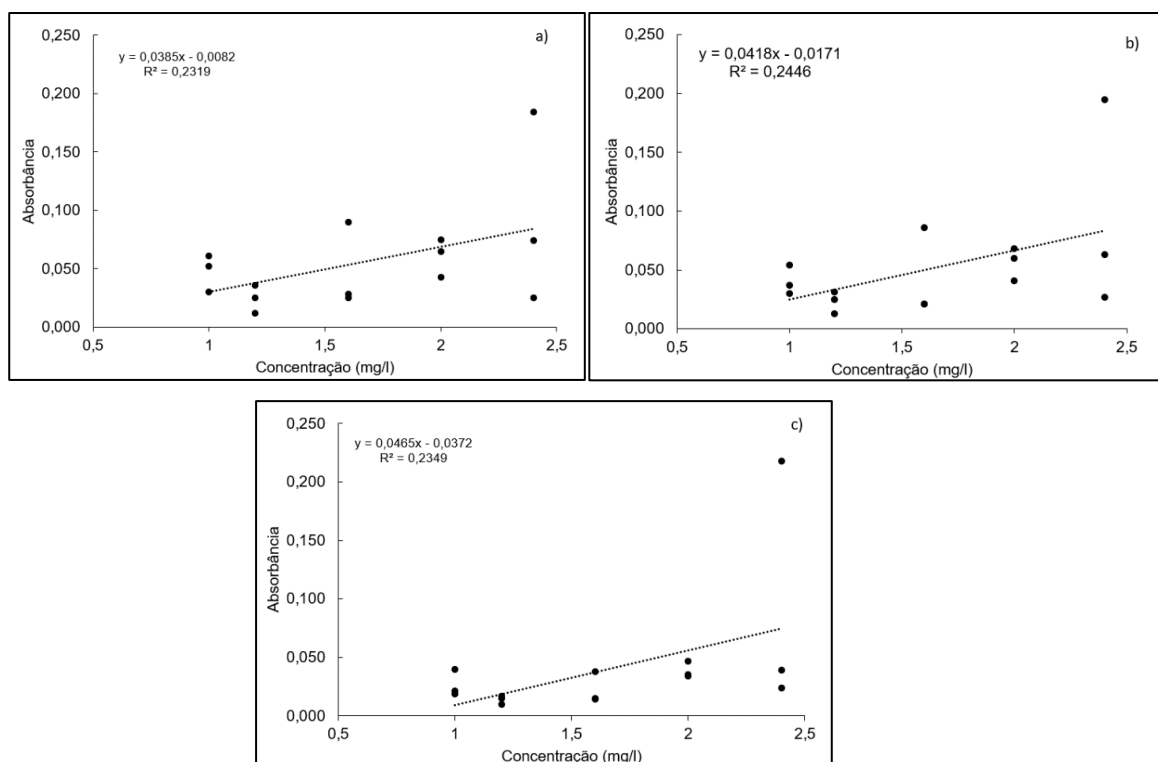 a)
y = 0,0385x - 0,0082
R² = 0,2319
0,250
0,200
0,150
0,100
0,050
0,000
Absorbância
0,5
1
1,5
2
2,5
Concentração (mg/l)
b)
y = 0,0418x - 0,0171
R² = 0,2446
0,250
0,200
0,150
0,100
0,050
0,000
Absorbância
0,5
1
1,5
2
2,5
Concentração (mg/l)
c)
y = 0,0465x - 0,0372
R² = 0,2349
0,250
0,200
0,150
0,100
0,050
0,000
Absorbância
0,5
1
1,5
2
2,5
Concentração (mg/l)